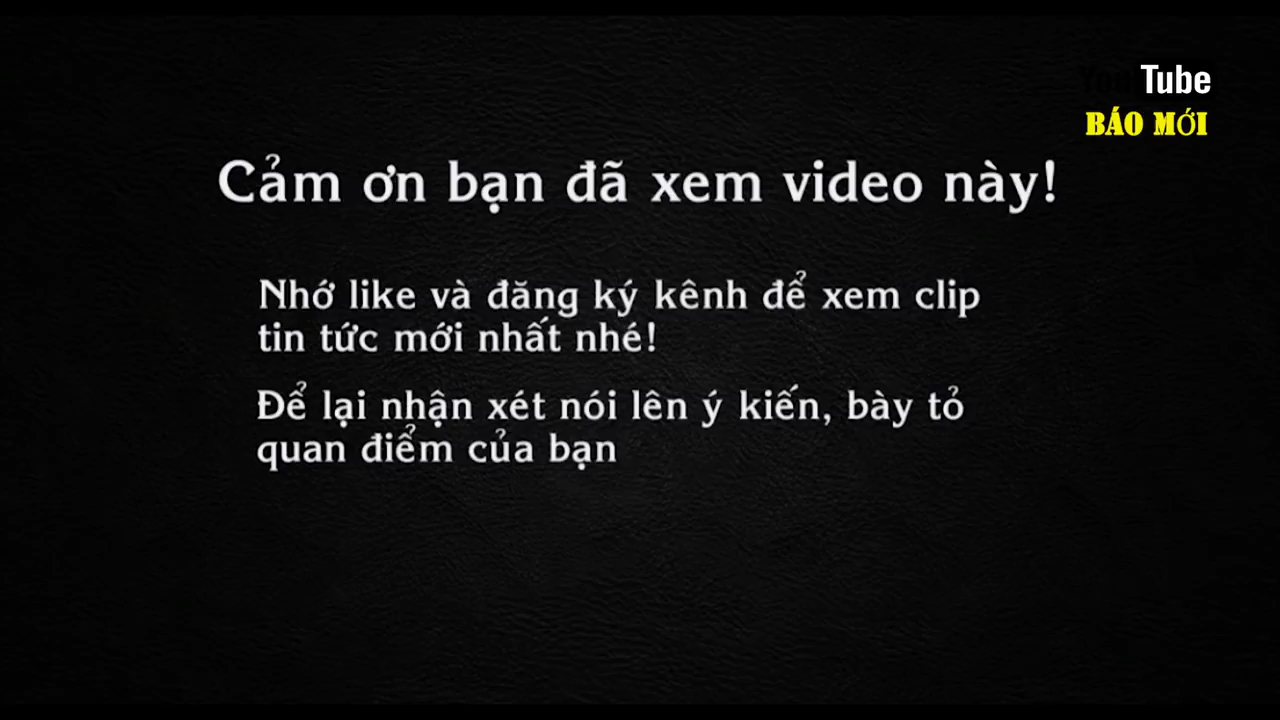 YouTube
BÁO MỚI
Cảm ơn bạn đã xem video này!
Nhớ like và đăng ký kênh để xem clip
tin tức mới nhất nhé!
Để lại nhận xét nói lên ý kiến, bày tỏ
quan điểm của bạn